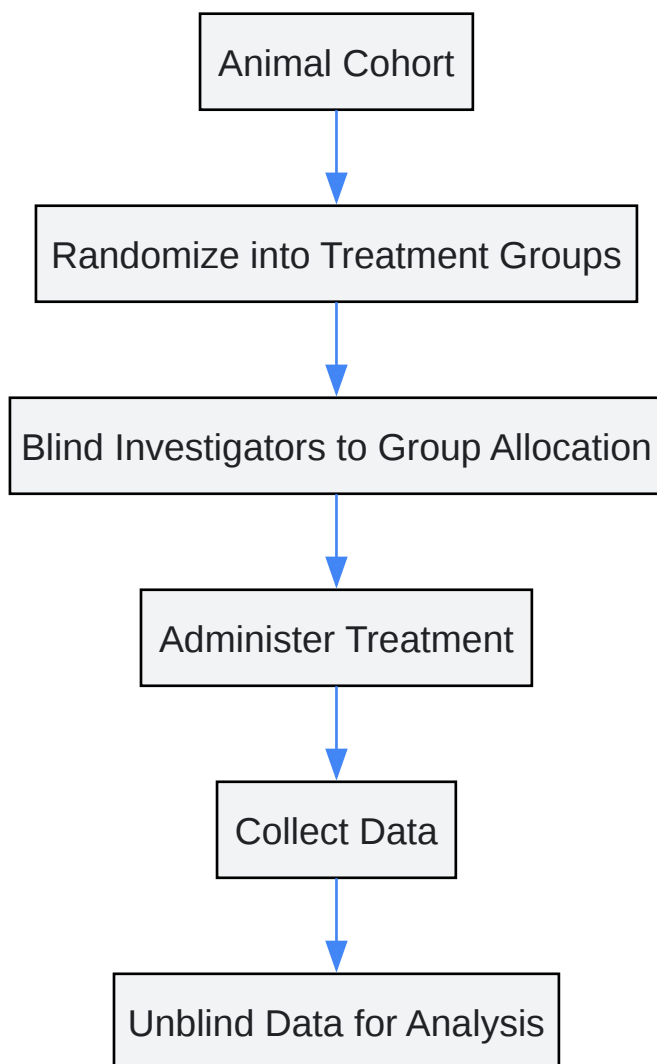 Animal Cohort
Randomize into Treatment Groups
Blind Investigators to Group Allocation
Administer Treatment
Collect Data
Unblind Data for Analysis